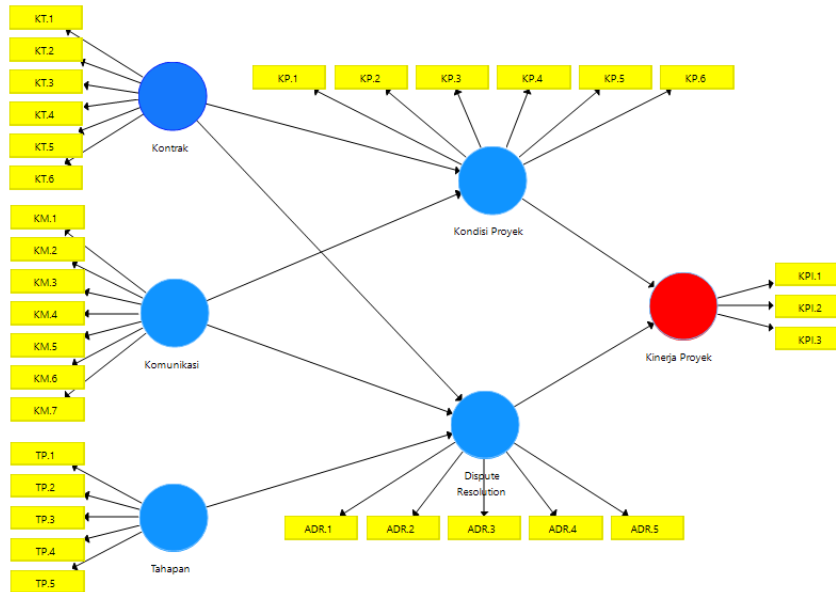 KT.1
KT.2
KT.3
KT.4
KT.5
KT.6
Kontrak
KP.1
KP.2
KP.3
KP.4
KP.5
KP.6
Kondisi Proyek
KM.1
KM.2
KM.3
KM.4
KM.5
KM.6
KM.7
Komunikasi
KPI.1
KPI.2
KPI.3
Kinerja Proyek
TP.1
TP.2
TP.3
TP.4
TP.5
Tahapan
Dispute
Resolution
ADR.1
ADR.2
ADR.3
ADR.4
ADR.5